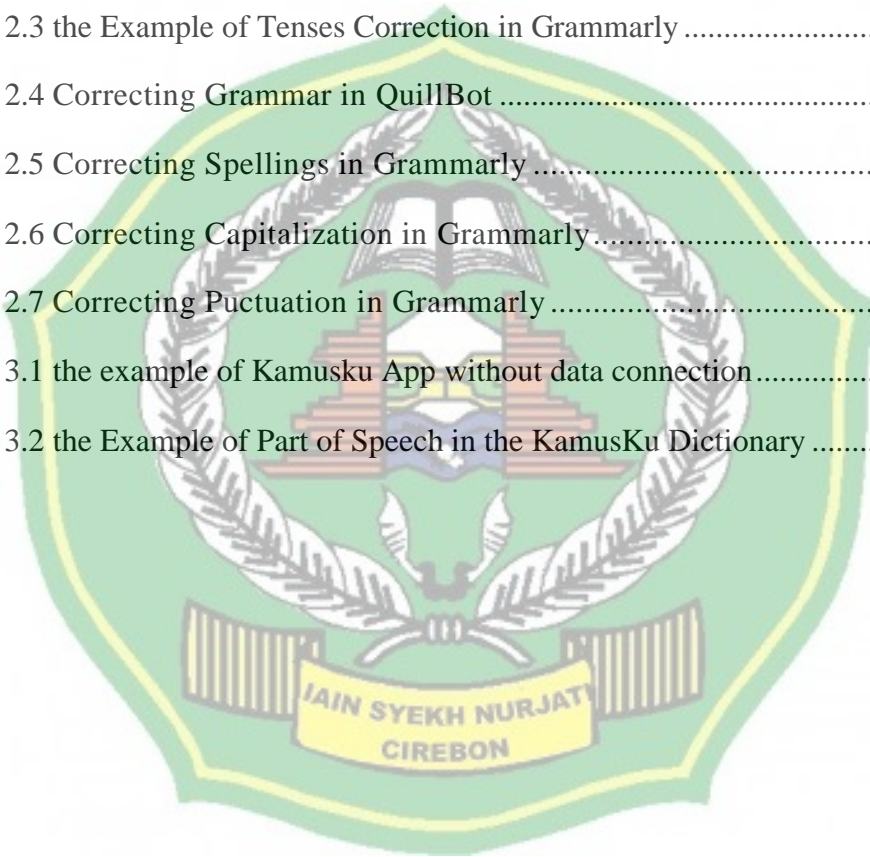 2.3 the Example of Tenses Correction in Grammarly ........................
2.4 Correcting Grammar in QuillBot ................................................
2.5 Correcting Spellings in Grammarly ............................................
2.6 Correcting Capitalization in Grammarly....................................
2.7 Correcting Puctuation in Grammarly..........................................
3.1 the example of Kamusku App without data connection...............
3.2 the Example of Part of Speech in the KamusKu Dictionary ........
IAIN SYEKH NURJATI
CIREBON